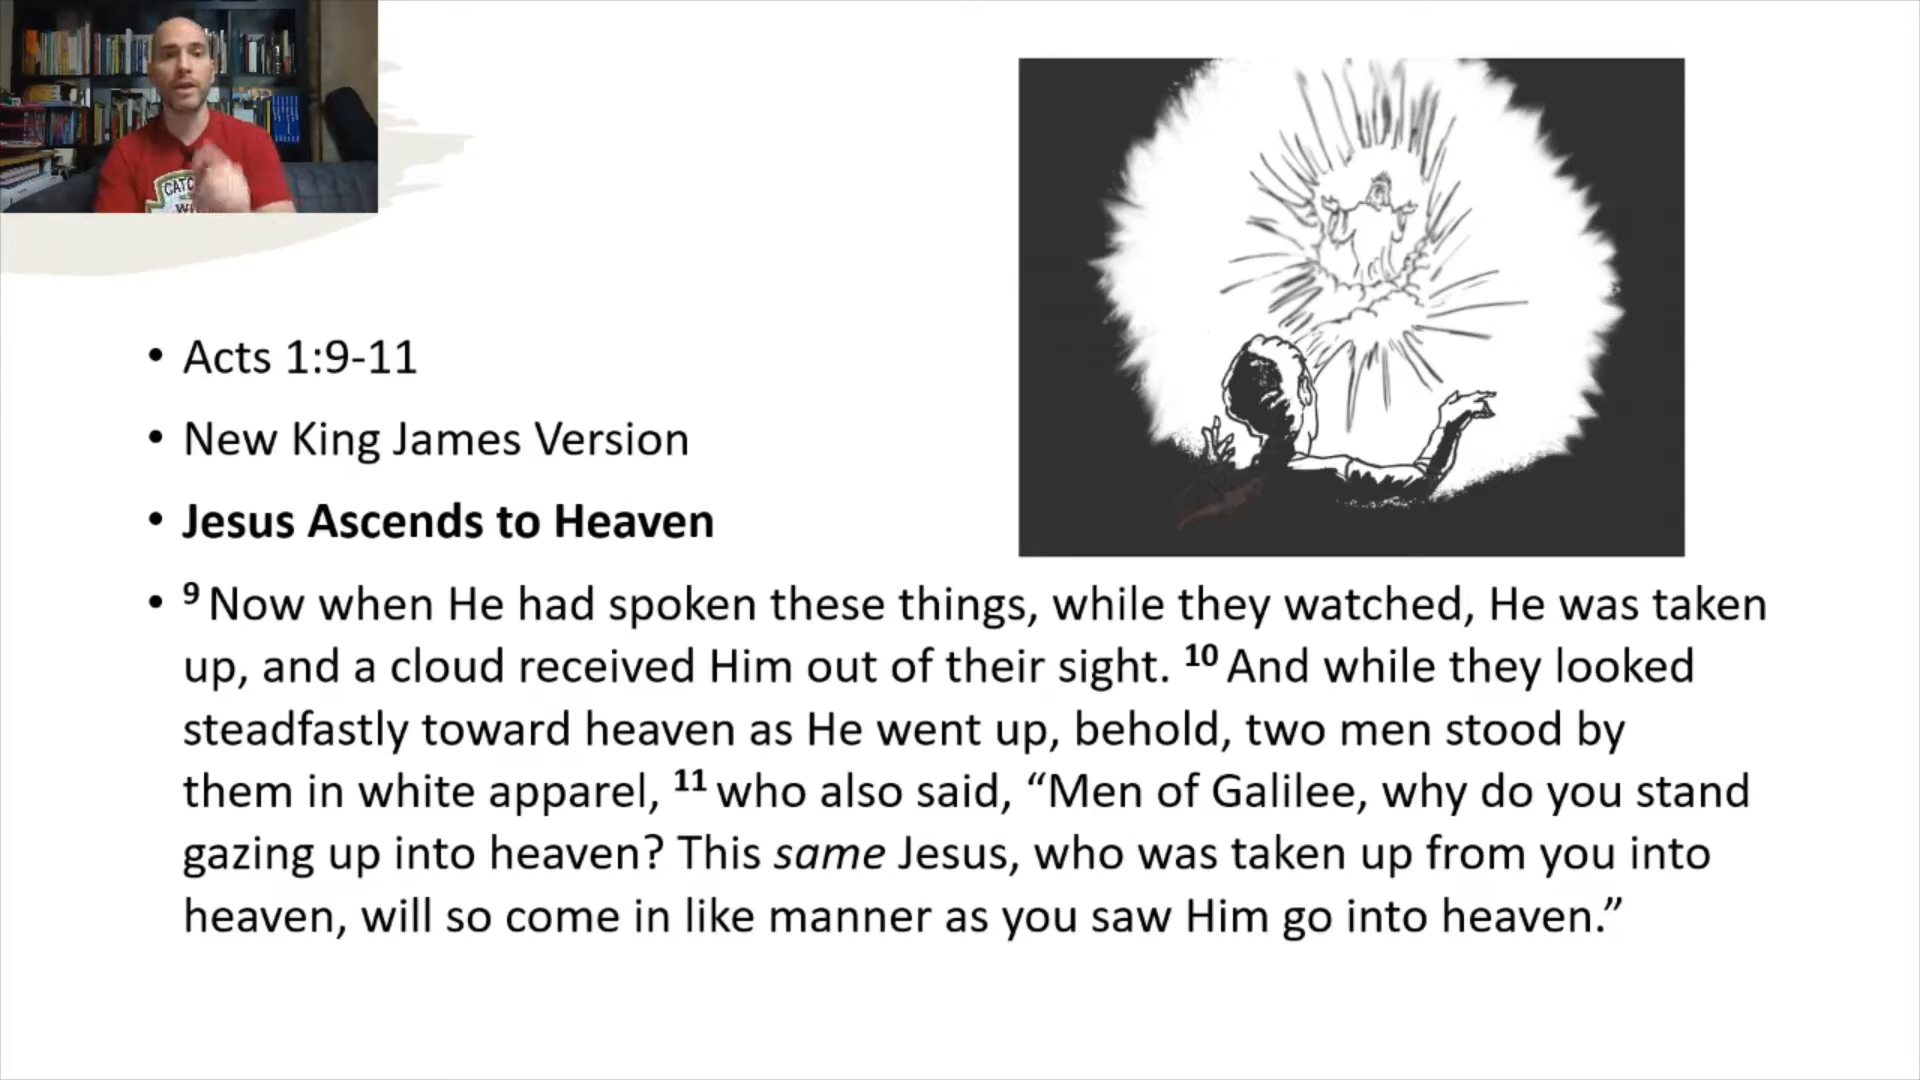 CATC
WI
• Acts 1:9-11
• New King James Version
• Jesus Ascends to Heaven
• 9 Now when He had spoken these things, while they watched, He was taken
up, and a cloud received Him out of their sight. 10 And while they looked
steadfastly toward heaven as He went up, behold, two men stood by
them in white apparel, 11 who also said, “Men of Galilee, why do you stand
gazing up into heaven? This same Jesus, who was taken up from you into
heaven, will so come in like manner as you saw Him go into heaven.”